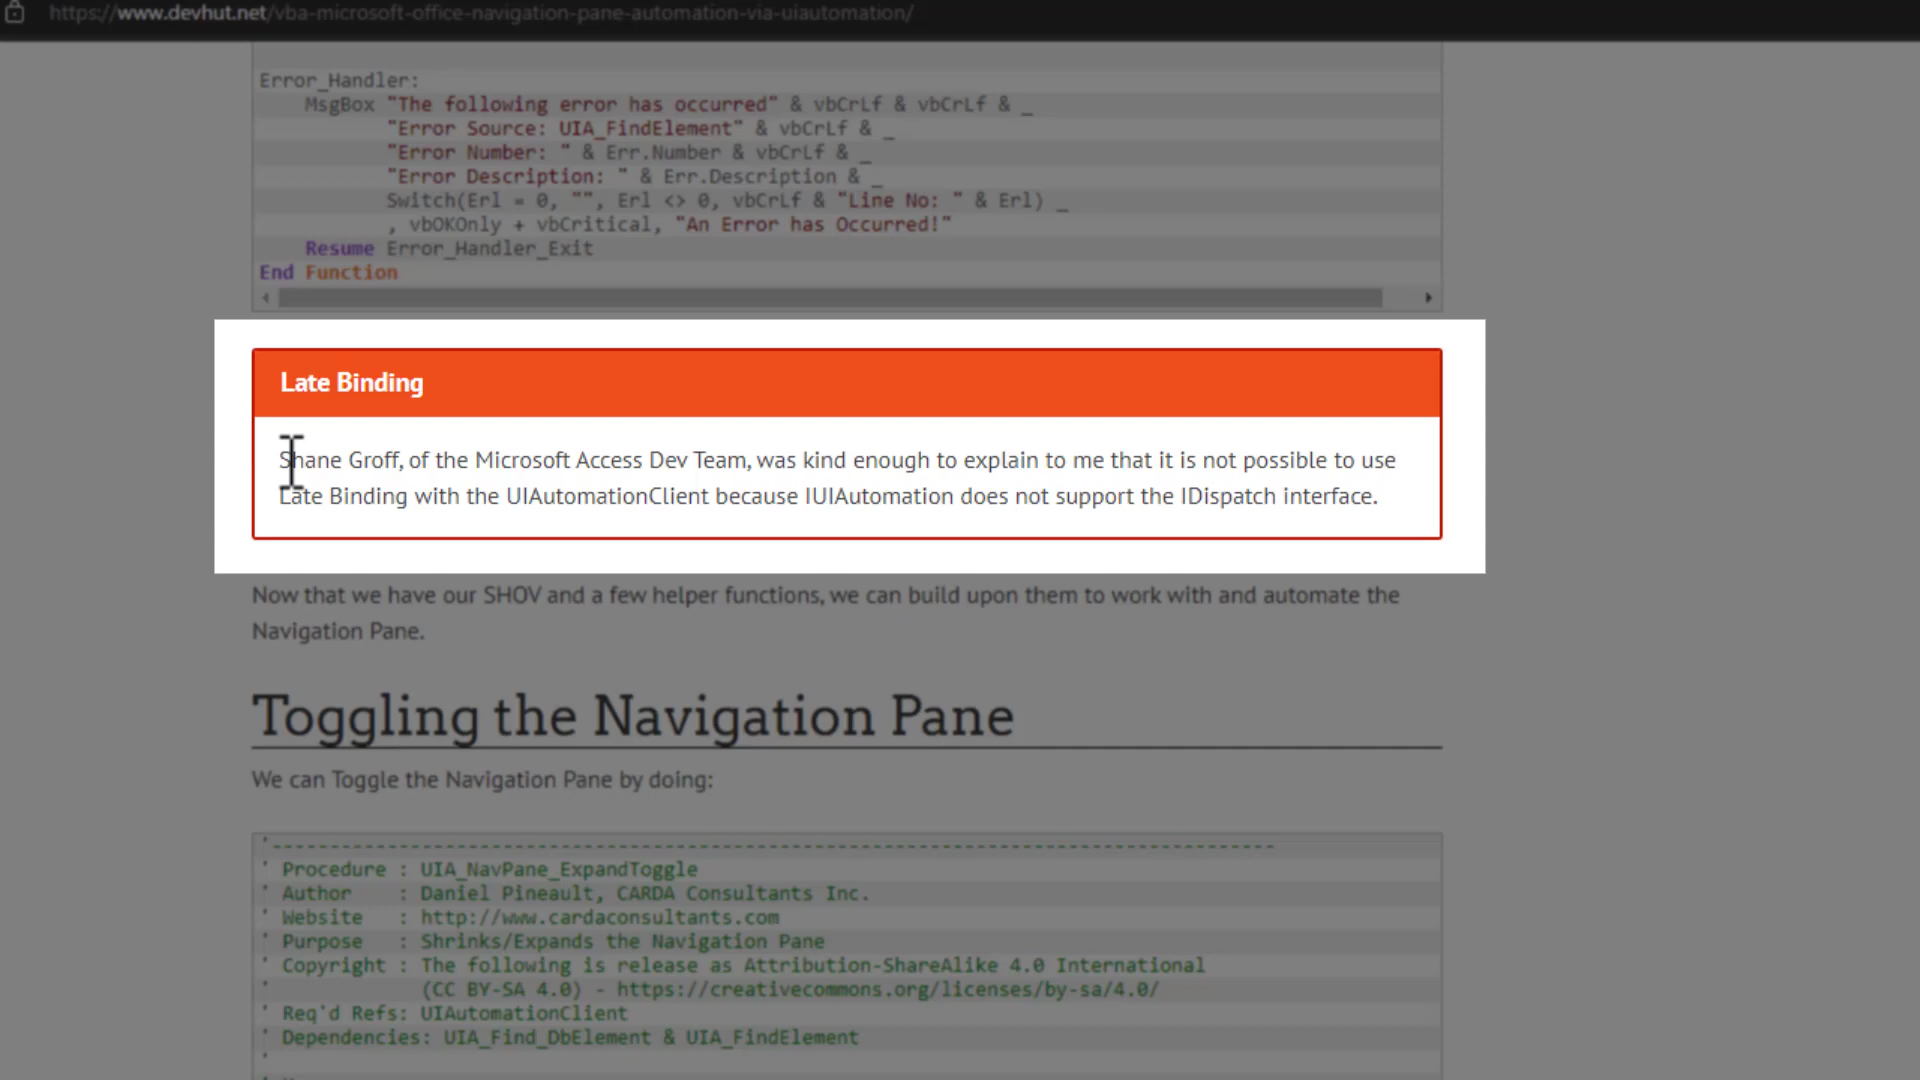 https://www.devhut.net/vba-microsoft-office-navigation-pane-automation-via-uiautomation/
Error_Handler:
MsgBox "The following error has occurred" & vbCrLf & vbCrLf & _
"Error Source: UIA_FindElement" & vbCrLf & _
"Error Number: " & Err.Number & vbCrLf & _
"Error Description: " & Err.Description & _
Switch(Erl = 0, "", Erl <> 0, vbCrLf & "Line No: " & Erl) _
, vbOKOnly + vbCritical, "An Error has Occurred!"
Resume Error_Handler_Exit
End Function
Late Binding
Shane Groff, of the Microsoft Access Dev Team, was kind enough to explain to me that it is not possible to use
Late Binding with the UIAutomationClient because IUIAutomation does not support the IDispatch interface.
Now that we have our SHOV and a few helper functions, we can build upon them to work with and automate the
Navigation Pane.
Toggling the Navigation Pane
We can Toggle the Navigation Pane by doing:
'---------------------------------------------------------------------------------------
' Procedure : UIA_NavPane_ExpandToggle
' Author    : Daniel Pineault, CARDA Consultants Inc.
' Website   : http://www.cardaconsultants.com
' Purpose   : Shrinks/Expands the Navigation Pane
' Copyright : The following is release as Attribution-ShareAlike 4.0 International
'             (CC BY-SA 4.0) - https://creativecommons.org/licenses/by-sa/4.0/
' Req'd Refs: UIAutomationClient
' Dependencies: UIA_Find_DbElement & UIA_FindElement
'